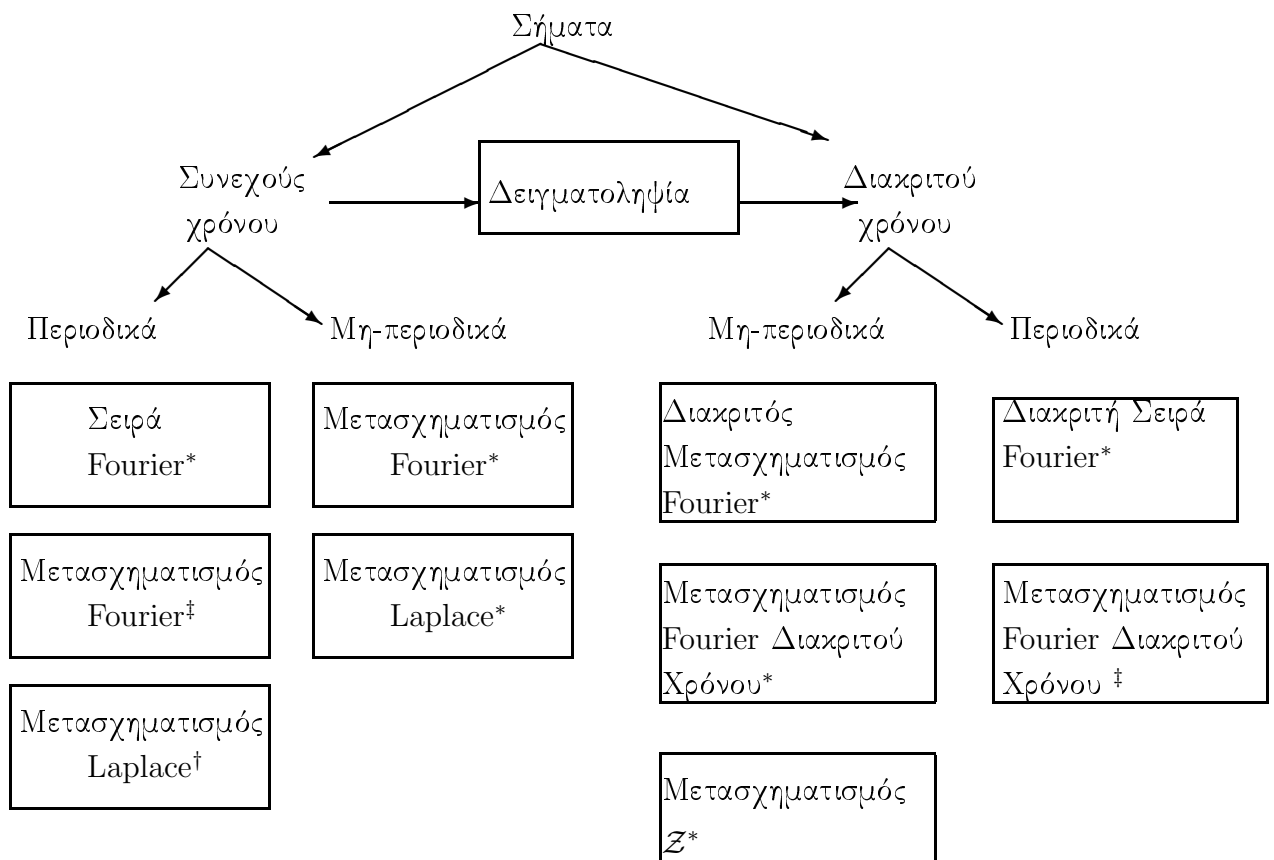 Σήματα
Συνεχούς
χρόνου
Δειγματοληψία
Διακριτού
χρόνου
Περιοδικά
Μη-περιοδικά
Μη-περιοδικά
Περιοδικά
Σειρά
Fourier*
Μετασχηματισμός
Fourier*
Διακριτός
Μετασχηματισμός
Fourier*
Διακριτή Σειρά
Fourier*
Μετασχηματισμός
Fourier‡
Μετασχηματισμός
Laplace*
Μετασχηματισμός
Fourier Διακριτού
Χρόνου*
Μετασχηματισμός
Fourier Διακριτού
Χρόνου ‡
Μετασχηματισμός
Laplace†
Μετασχηματισμός
Z*